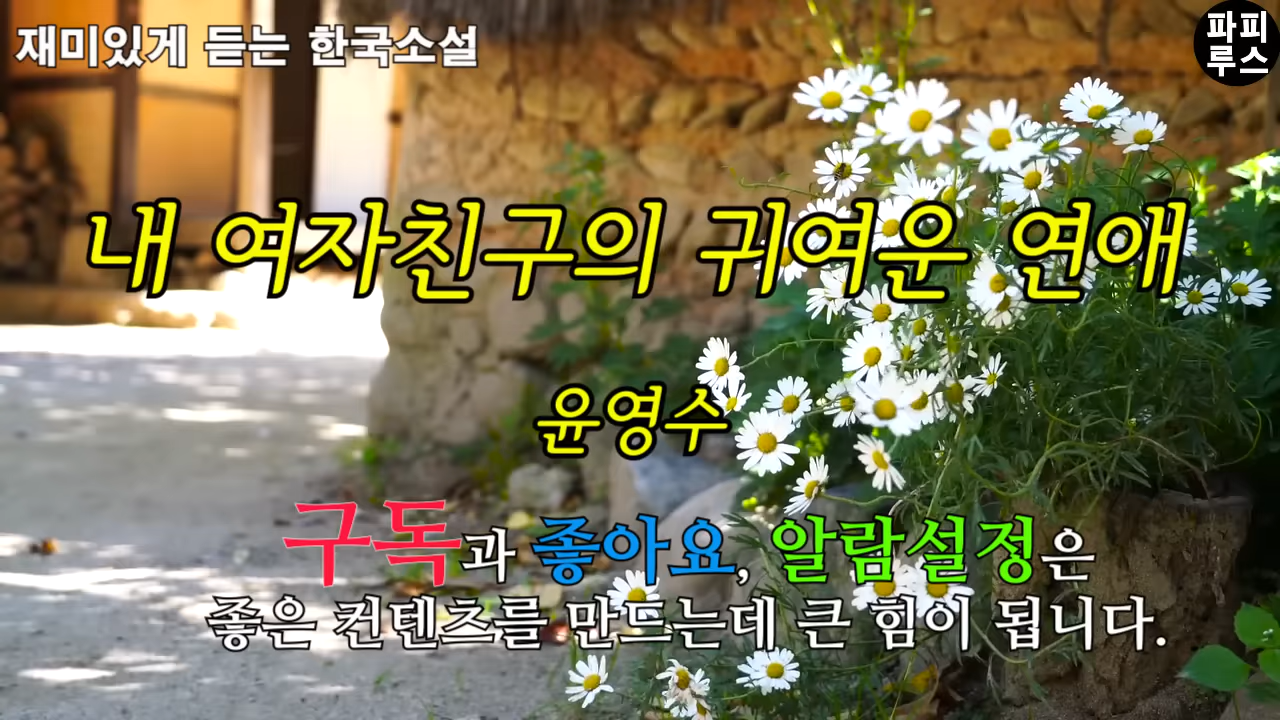 재미있게 듣는 한국소설
파피
루스
내 여자친구의 귀여운 연애
윤영수
구독과 좋아요, 알람설정은
좋은 컨텐츠를 만드는데 큰 힘이 됩니다.